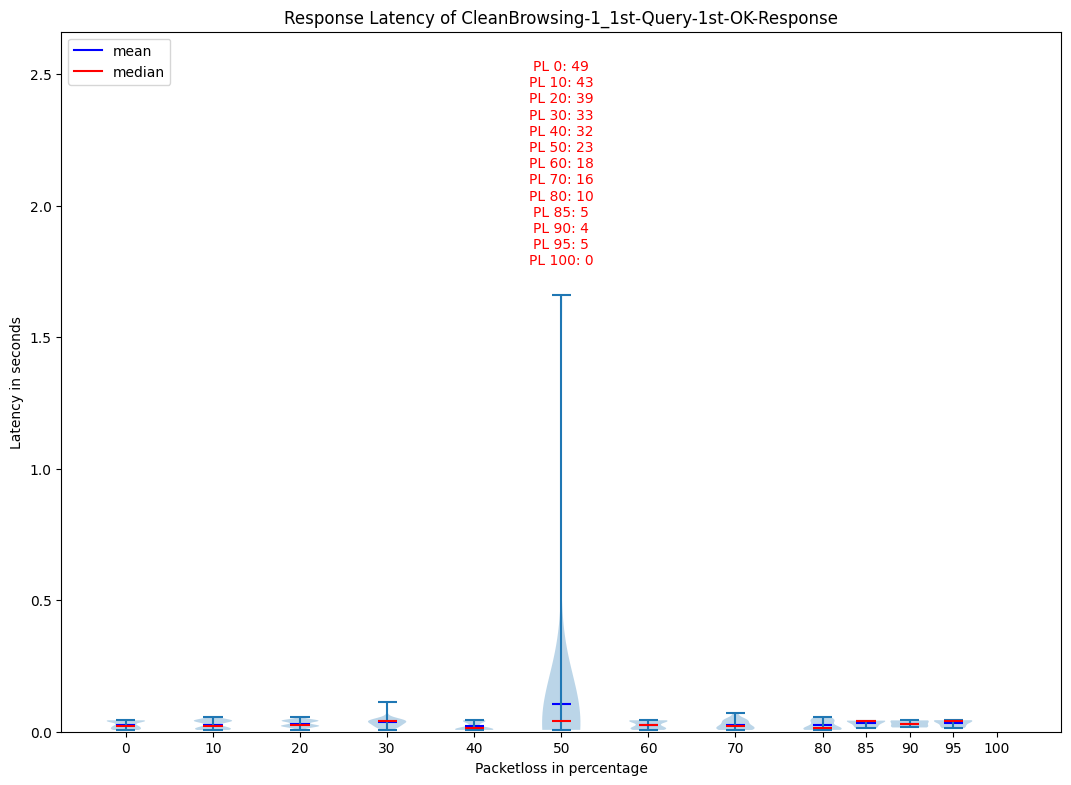 Response Latency of CleanBrowsing-1_1st-Query-1st-OK-Response
mean
median
PL 0: 49
PL 10: 43
PL 20: 39
PL 30: 33
PL 40: 32
PL 50: 23
PL 60: 18
PL 70: 16
PL 80: 10
PL 85: 5
PL 90: 4
PL 95: 5
PL 100: 0
Latency in seconds
2.5
2.0
1.5
1.0
0.5
0.0
0 10 20 30 40 50 60 70 80 85 90 95 100
Packetloss in percentage